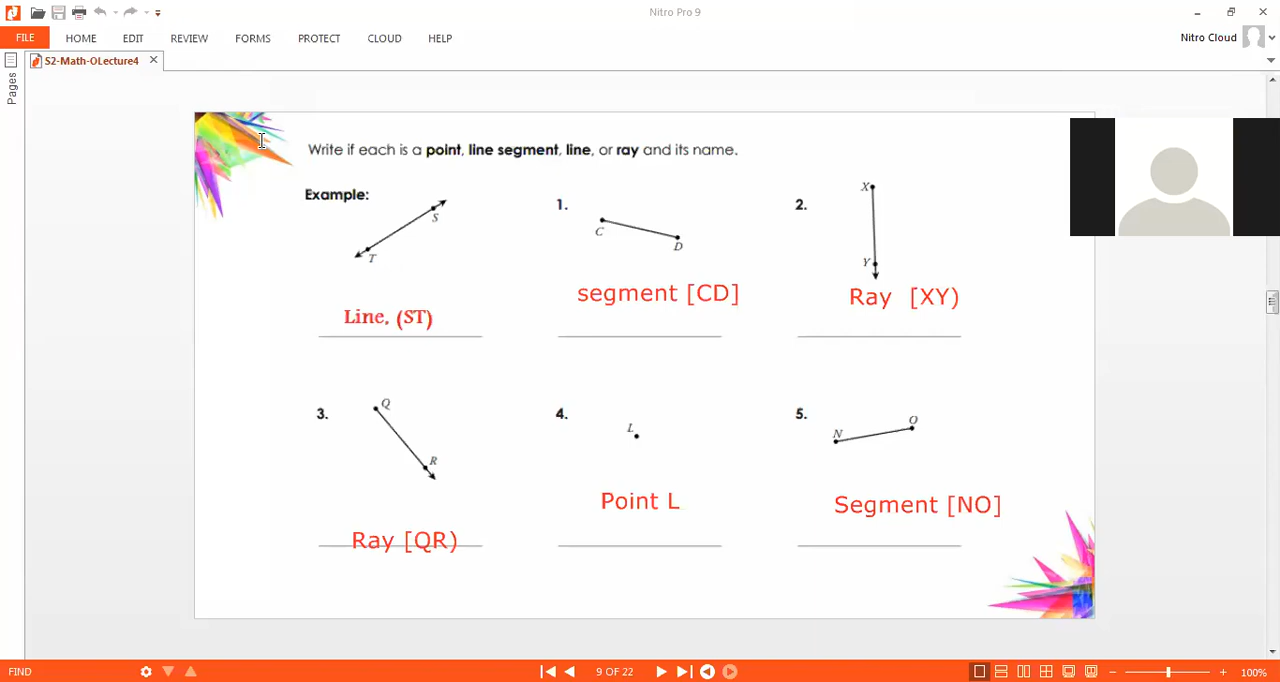 Nitro Pro 9
FILE HOME EDIT REVIEW FORMS PROTECT CLOUD HELP
Nitro Cloud
S2-Math-OLecture4
Pages
Write if each is a point, line segment, line, or ray and its name.
Example:
S
T
Line, (ST)
1.
C
D
segment [CD]
2.
X
Y
Ray [XY)
3.
Q
R
Ray [QR)
4.
L
Point L
5.
N
O
Segment [NO]
FIND
9 OF 22
100%